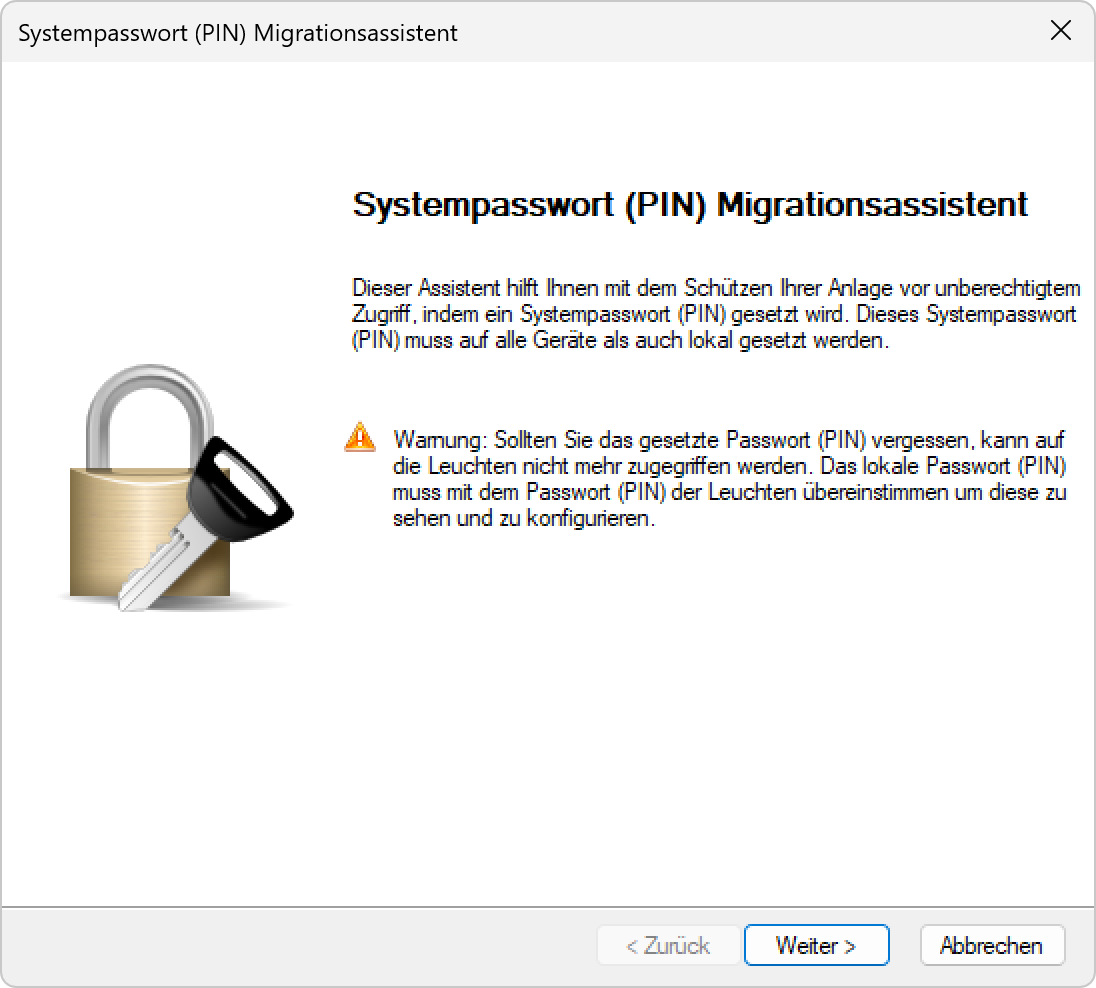 Systempasswort (PIN) Migrationsassistent
Systempasswort (PIN) Migrationsassistent
Dieser Assistent hilft Ihnen mit dem Schützen Ihrer Anlage vor unberechtigtem
Zugriff, indem ein Systempasswort (PIN) gesetzt wird. Dieses Systempasswort
(PIN) muss auf alle Geräte als auch lokal gesetzt werden.
Warnung: Sollten Sie das gesetzte Passwort (PIN) vergessen, kann auf
die Leuchten nicht mehr zugegriffen werden. Das lokale Passwort (PIN)
muss mit dem Passwort (PIN) der Leuchten übereinstimmen um diese zu
sehen und zu konfigurieren.
< Zurück
Weiter >
Abbrechen